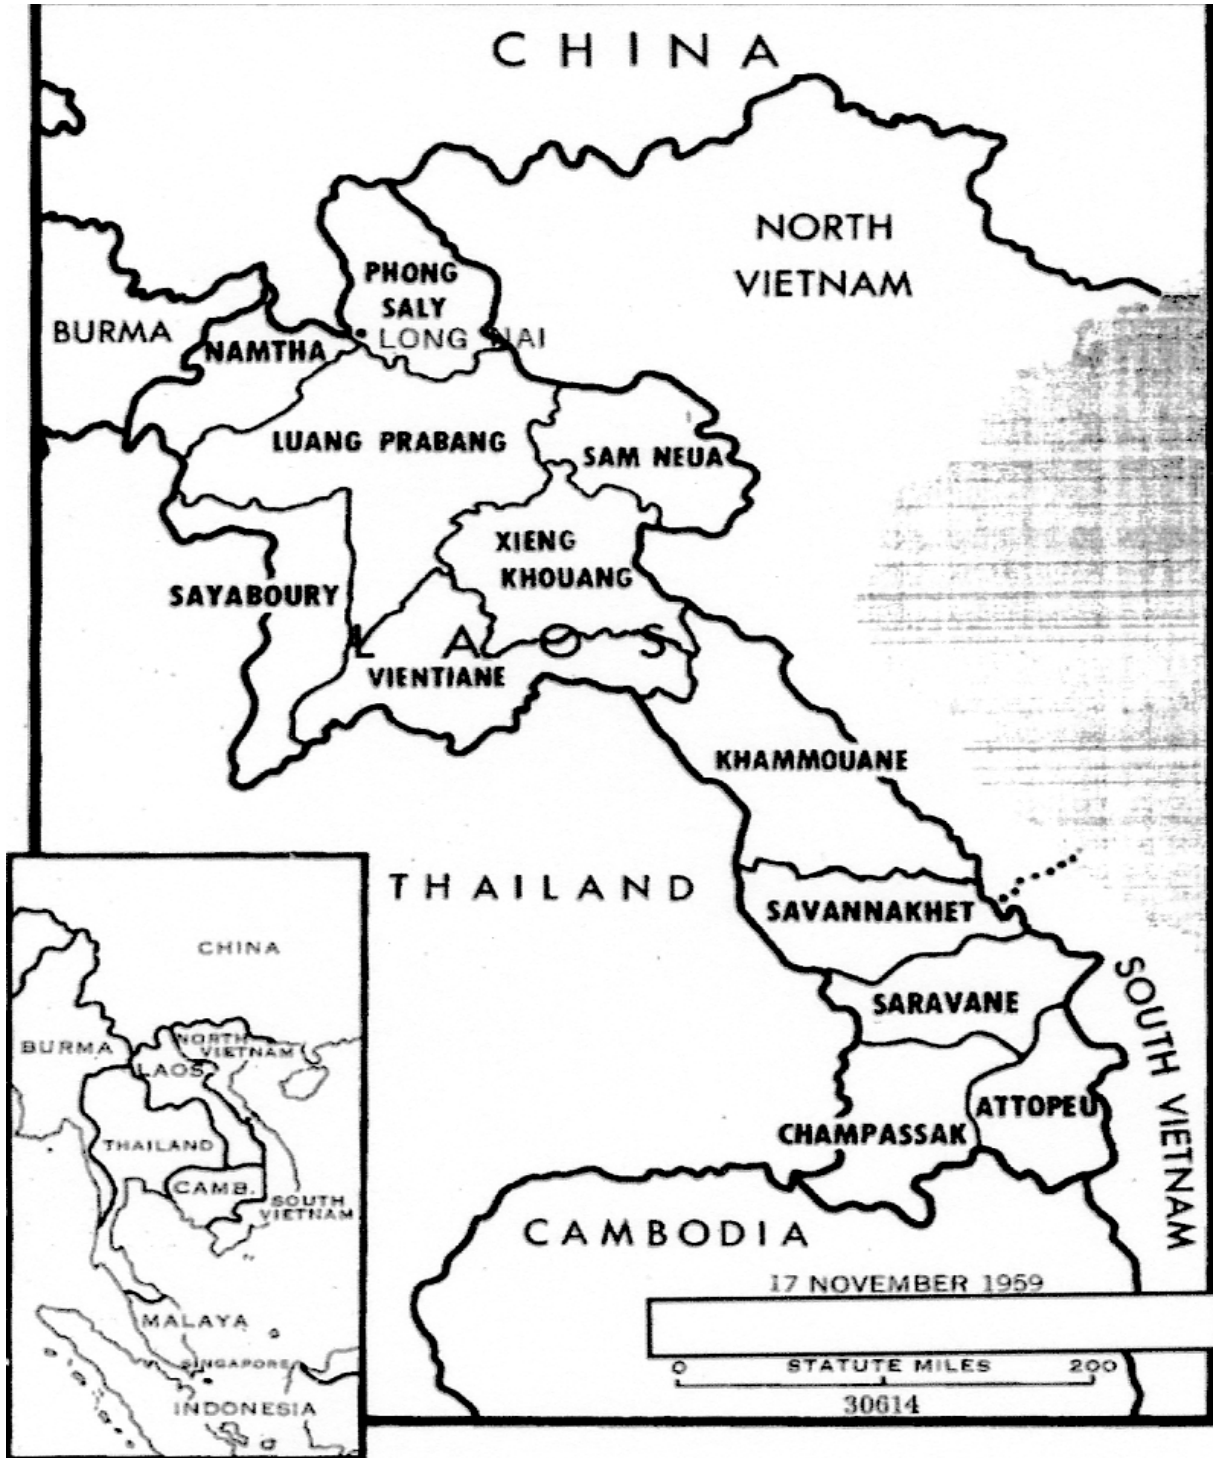 CHINA
NORTH
VIETNAM
PHONG
SALY
BURMA
LONG NAI
NAMTHA
LUANG PRABANG
SAM NEUA
XIENG
KHOUANG
SAYABOURY
LAOS
VIENTIANE
KHAMMOUANE
THAILAND
SAVANNAKHET
SARAVANE
SOUTH VIETNAM
ATTOPEU
CHAMPASSAK
CAMBODIA
17 NOVEMBER 1959
0 STATUTE MILES 200
30614
CHINA
NORTH
VIETNAM
BURMA
LAOS
THAILAND
CAMB.
SOUTH
VIETNAM
MALAYA
SINGAPORE
INDONESIA